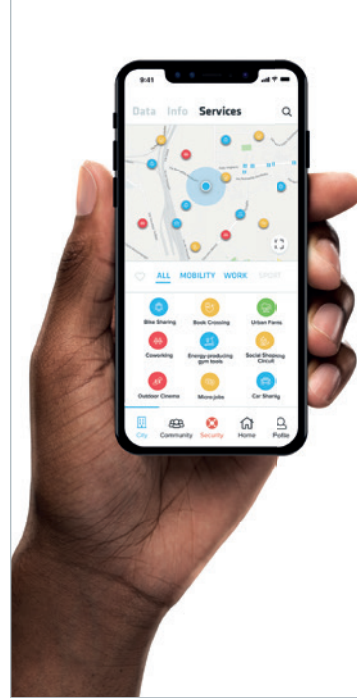 9:41
Data Info Services
ALL MOBILITY WORK SPORT
Bike Sharing Book Crossing Urban Farms
Coworking Energy-producing gym tools Social Shopping Circuit
Outdoor Cinema Micro-jobs Car Sharing
City Community Security Home Profile